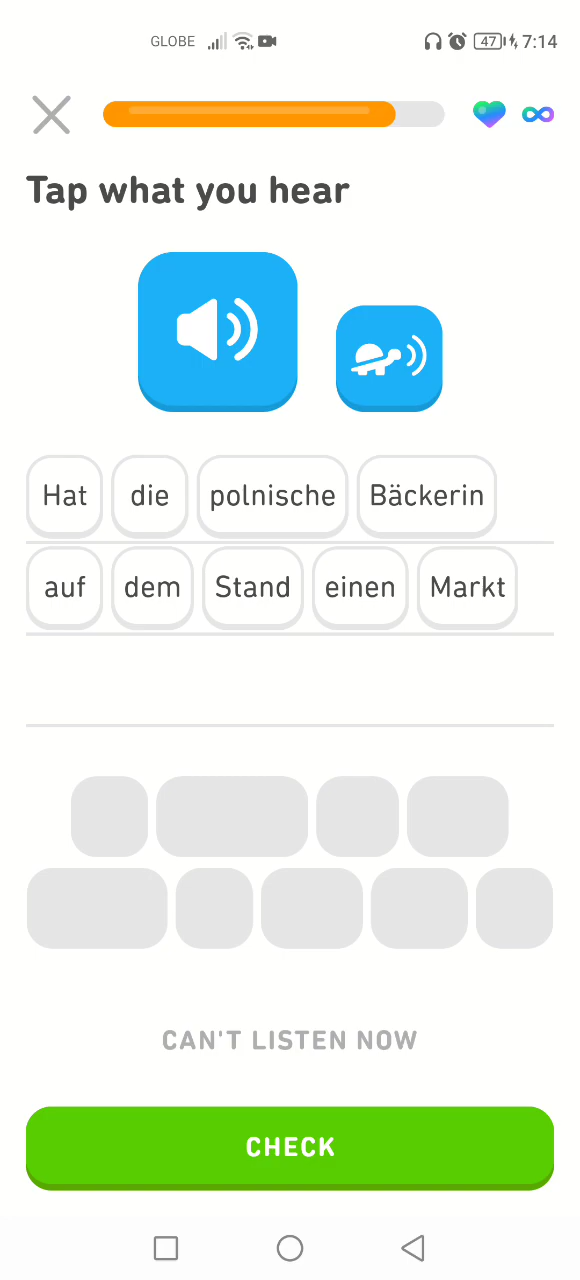 GLOBE 47 7:14
Tap what you hear
Hat die polnische Bäckerin
auf dem Stand einen Markt
CAN'T LISTEN NOW
CHECK